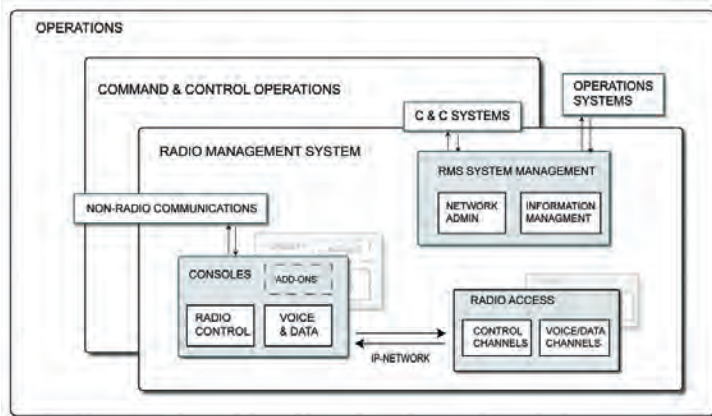 OPERATIONS
COMMAND & CONTROL OPERATIONS
OPERATIONS
SYSTEMS
C & C SYSTEMS
RADIO MANAGEMENT SYSTEM
RMS SYSTEM MANAGEMENT
NETWORK
ADMIN
INFORMATION
MANAGMENT
NON-RADIO COMMUNICATIONS
CONSOLES
ADD-ONS
RADIO
CONTROL
VOICE
& DATA
IP-NETWORK
RADIO ACCESS
CONTROL
CHANNELS
VOICE/DATA
CHANNELS